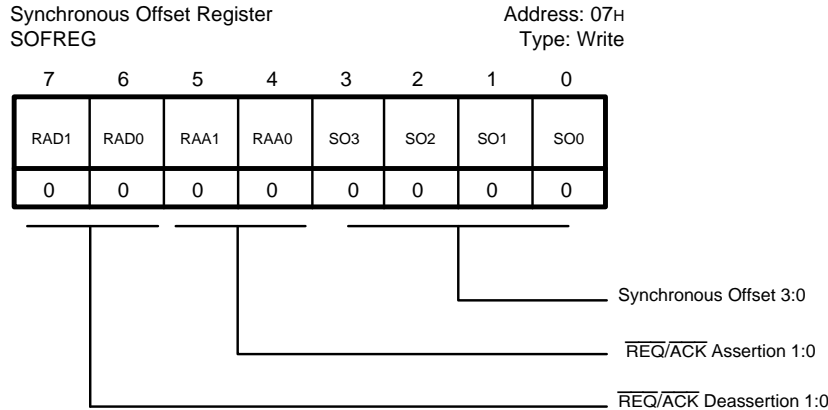 Synchronous Offset Register Address: 07H
SOFREG Type: Write
7 6 5 4 3 2 1 0
RAD1 RAD0 RAA1 RAA0 SO3 SO2 SO1 SO0
0 0 0 0 0 0 0 0
Synchronous Offset 3:0
REQ/ACK Assertion 1:0
REQ/ACK Deassertion 1:0